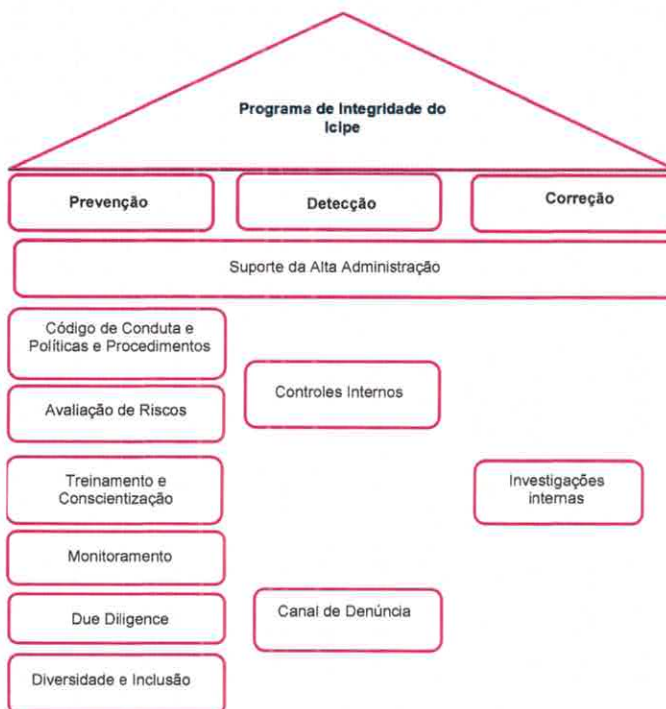 Programa de Integridade do
Icipe
Prevenção
Detecção
Correção
Suporte da Alta Administração
Código de Conduta e
Políticas e Procedimentos
Controles Internos
Avaliação de Riscos
Treinamento e
Conscientização
Investigações
internas
Monitoramento
Due Diligence
Canal de Denúncia
Diversidade e Inclusão